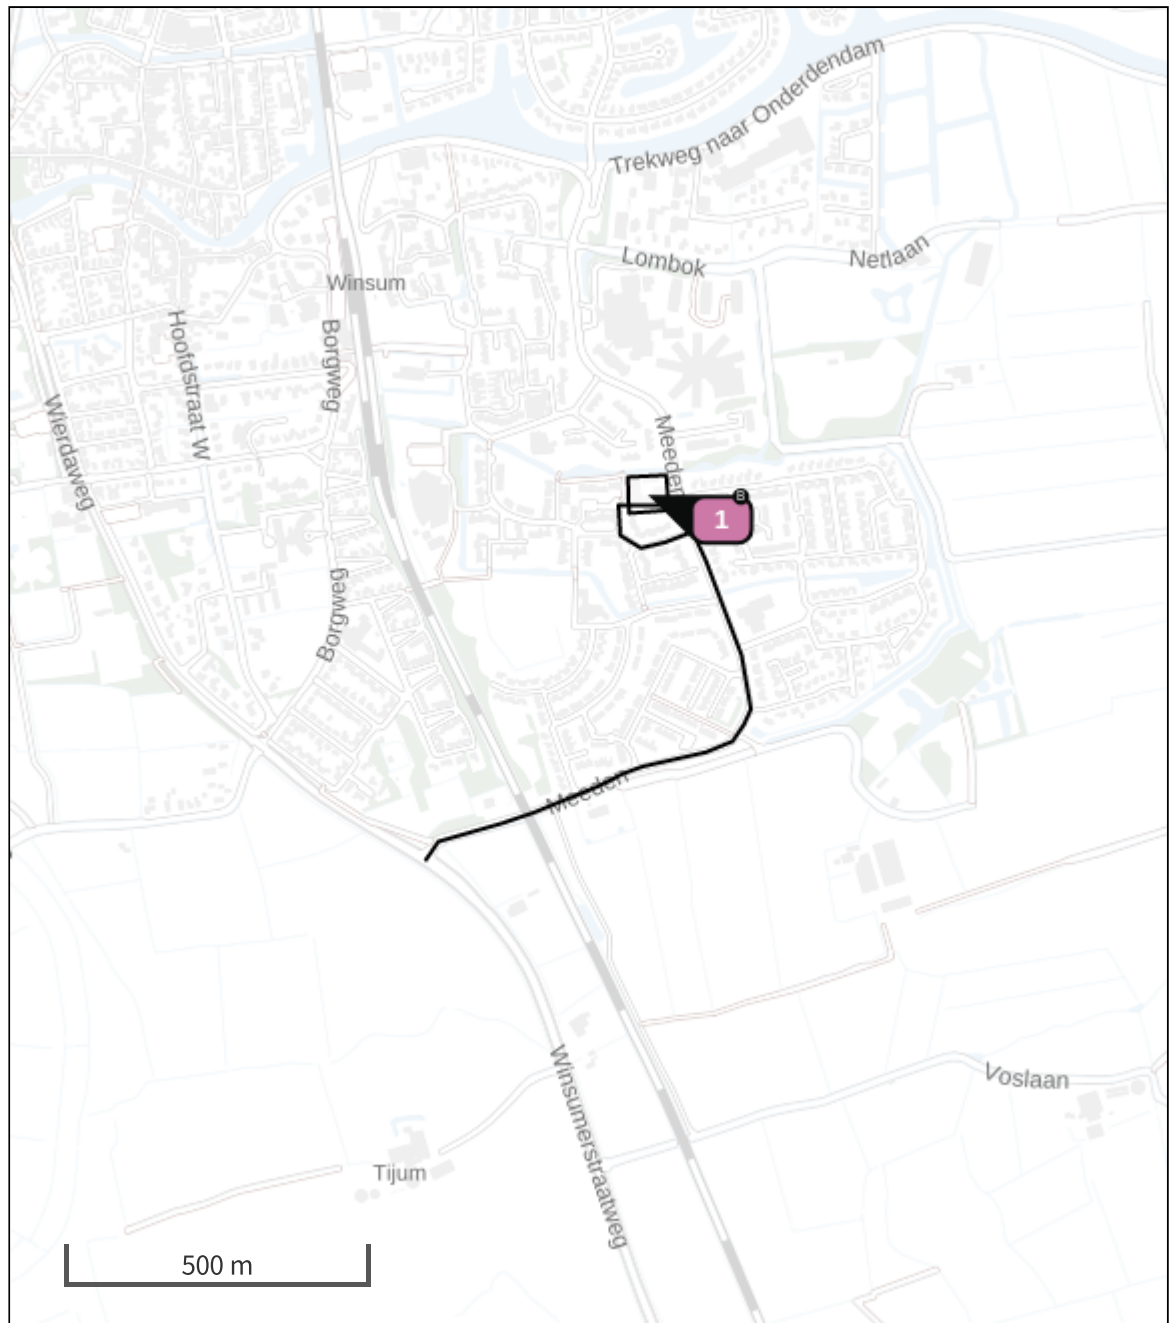 Trekweg naar Onderdendam
Lombok
Netlaan
Winsum
Hoofdstraat W
Borgweg
Wierdaweg
Meeden
B
1
Borgweg
Meeden
Winsumerstraatweg
Voslaan
Tijum
500 m